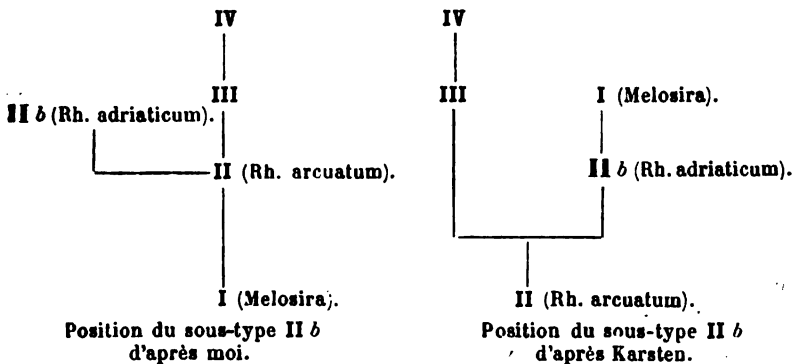 IV
III
II b (Rh. adriaticum).
II (Rh. arcuatum).
I (Melosira).
Position du sous-type II b
d'après moi.
IV
III
I (Melosira).
II b (Rh. adriaticum).
II (Rh. arcuatum).
Position du sous-type II b
d'après Karsten.